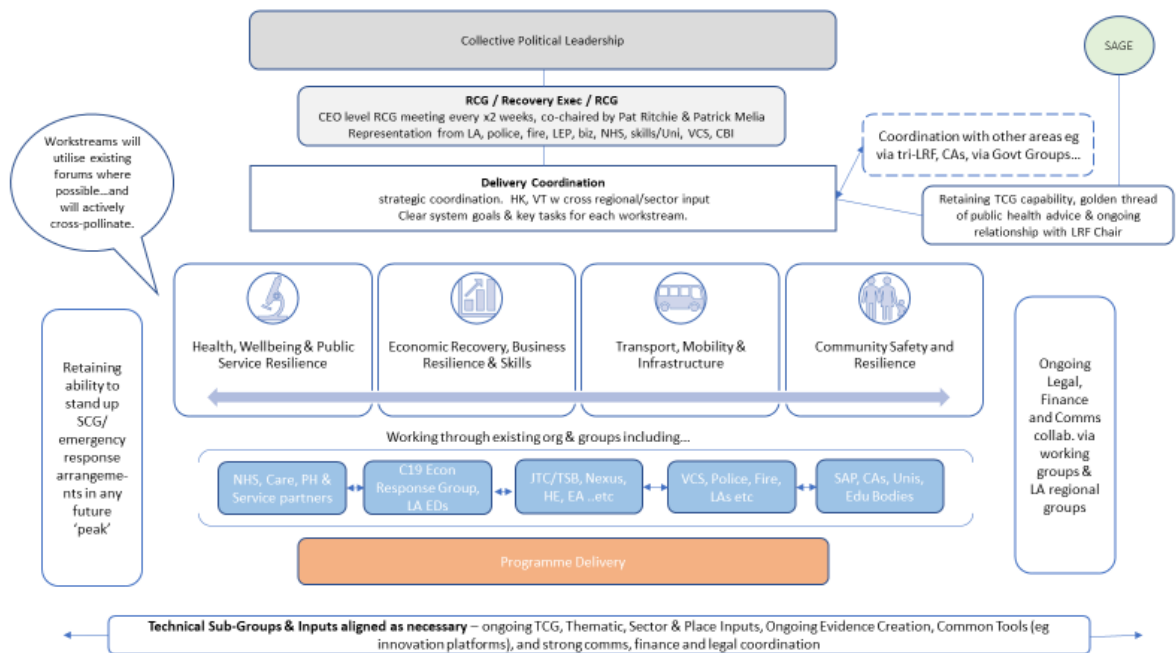 Collective Political Leadership
SAGE
RCG / Recovery Exec / RCG
CEO level RCG meeting every x2 weeks, co-chaired by Pat Ritchie & Patrick Melia
Representation from LA, police, fire, LEP, biz, NHS, skills/Uni, VCS, CBI
Workstreams will
utilise existing
forums where
possible...and
will actively
cross-pollinate.
Coordination with other areas eg
via tri-LRF, CAs, via Govt Groups...
Delivery Coordination
strategic coordination. HK, VT w cross regional/sector input
Clear system goals & key tasks for each workstream.
Retaining TCG capability, golden thread
of public health advice & ongoing
relationship with LRF Chair
Health, Wellbeing & Public
Service Resilience
Economic Recovery, Business
Resilience & Skills
Transport, Mobility &
Infrastructure
Community Safety and
Resilience
Retaining
ability to
stand up
SCG/
emergency
response
arrangeme-
nts in any
future
'peak'
Ongoing
Legal,
Finance
and Comms
collab. via
working
groups &
LA regional
groups
Working through existing org & groups including...
NHS, Care, PH &
Service partners
C19 Econ
Response Group,
LA EDs
JTC/TSB, Nexus,
HE, EA ..etc
VCS, Police, Fire,
LAs etc
SAP, CAs, Unis,
Edu Bodies
Programme Delivery
Technical Sub-Groups & Inputs aligned as necessary – ongoing TCG, Thematic, Sector & Place Inputs, Ongoing Evidence Creation, Common Tools (eg
innovation platforms), and strong comms, finance and legal coordination